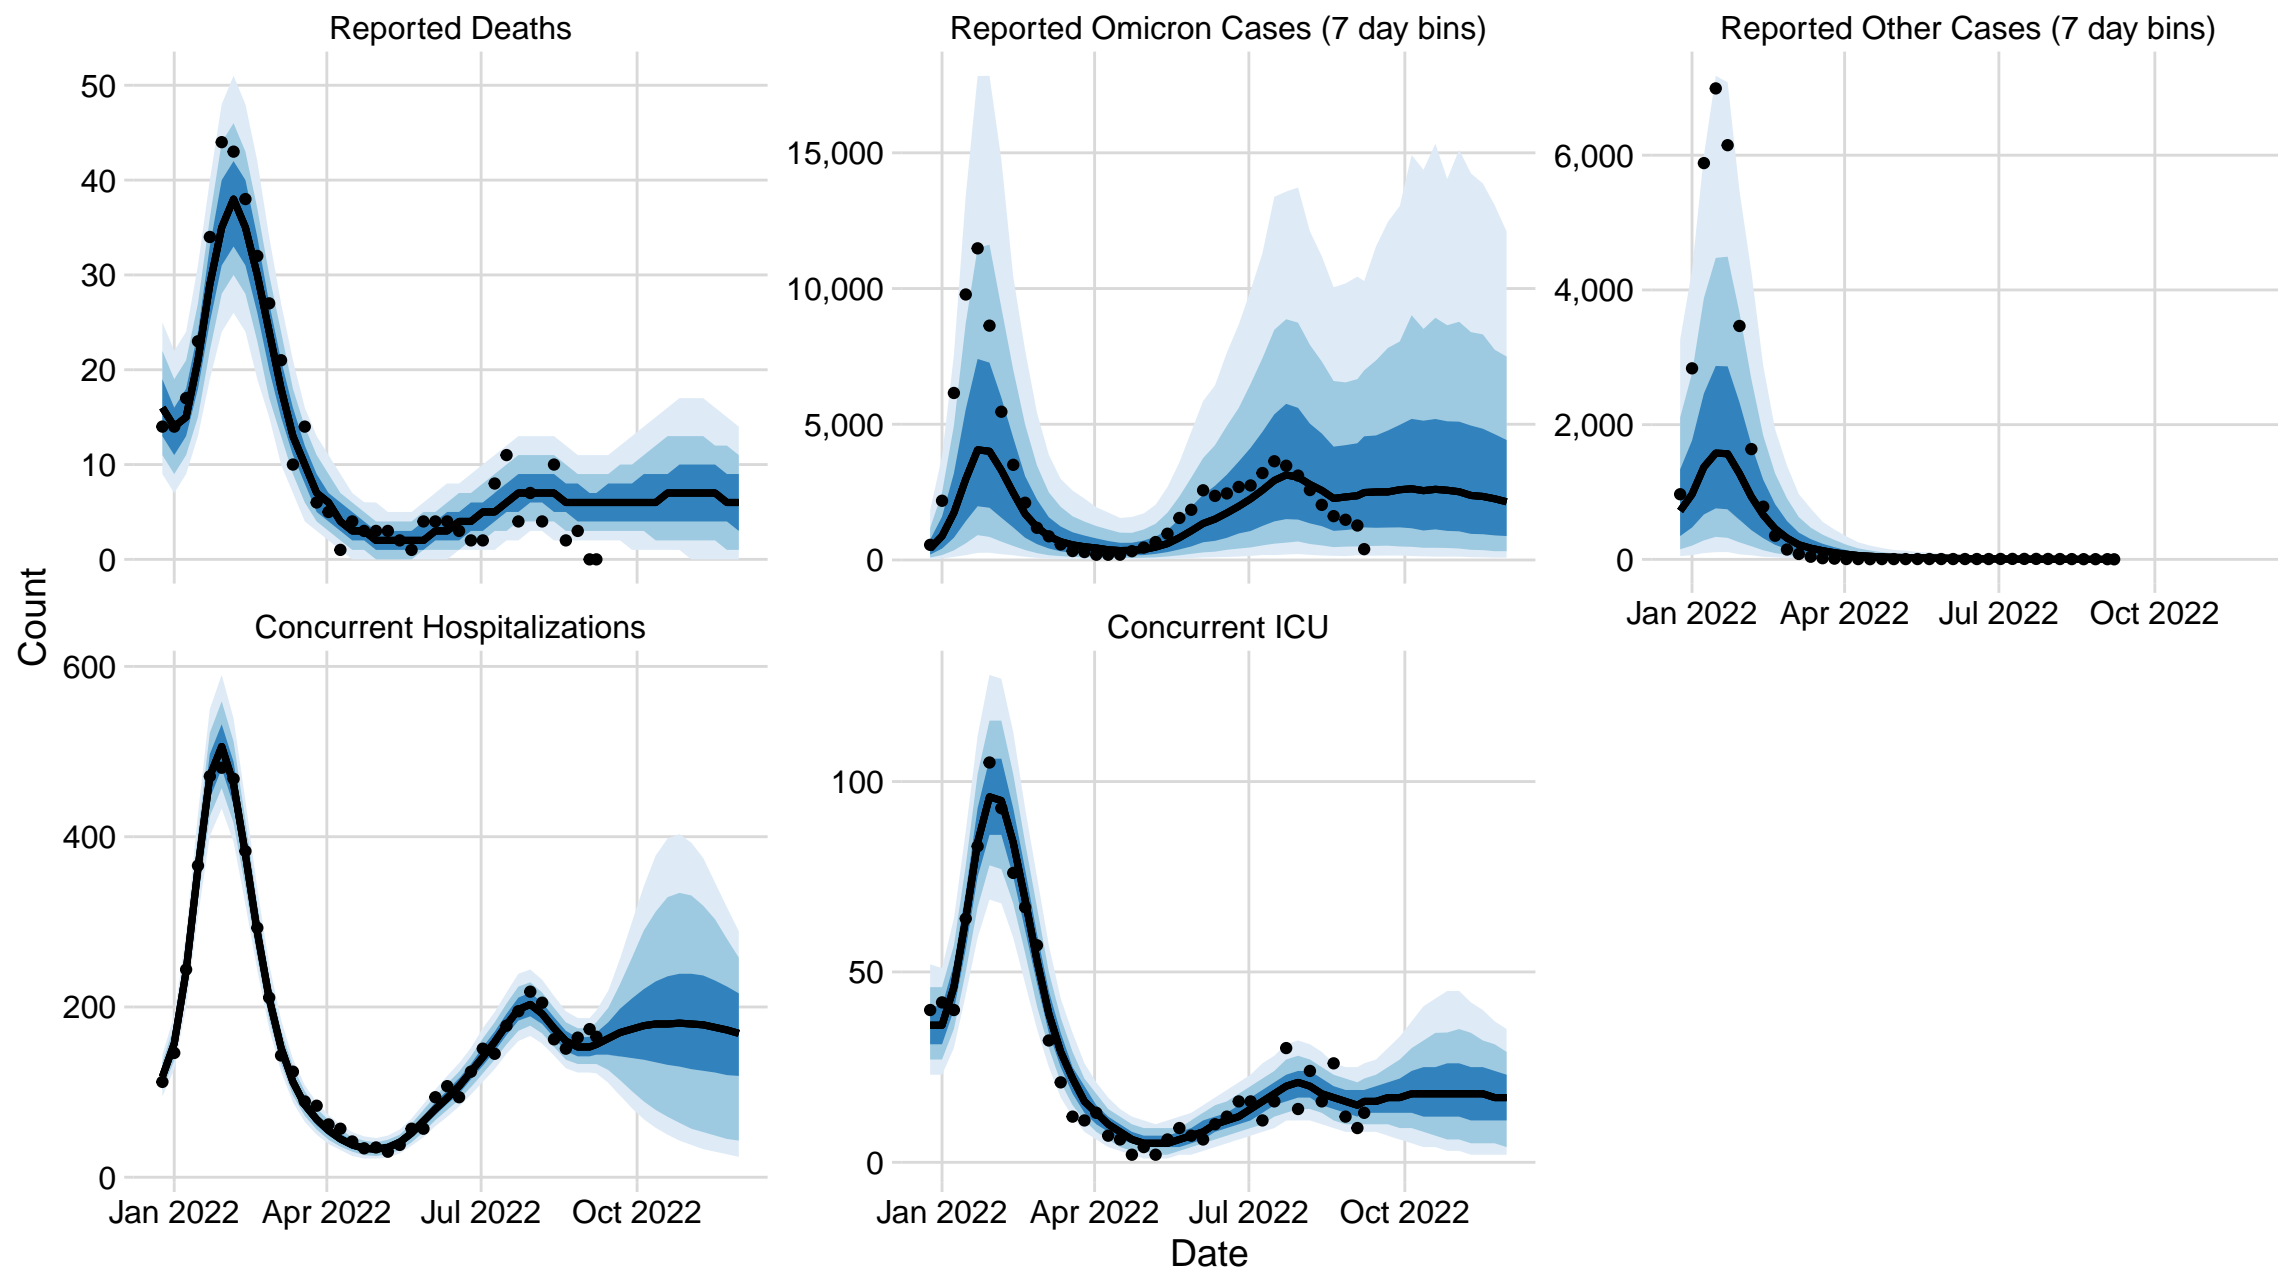 Reported Deaths
Reported Omicron Cases (7 day bins)
Reported Other Cases (7 day bins)
50
40
30
20
10
0
15,000
10,000
5,000
0
6,000
4,000
2,000
0
Jan 2022 Apr 2022 Jul 2022 Oct 2022
Count
Concurrent Hospitalizations
Concurrent ICU
600
400
200
0
100
50
0
Jan 2022 Apr 2022 Jul 2022 Oct 2022
Jan 2022 Apr 2022 Jul 2022 Oct 2022
Date